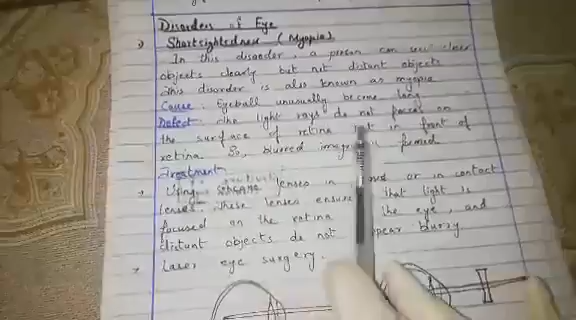 Disorders of Eye
Shortsightedness (Myopia)
In this disorder, a person can see close
objects clearly but not distant objects
This disorder is also known as myopia
Cause: Eyeball unusually become long
Defect: The light rays do not focus on
the surface of retina in front of
retina. So, blurred formed
Treatment
Using lenses in or in contact
lenses. These lenses ensure that light is
focused on the retina the eye, and
distant objects do not blurry
Laser eye surgery.